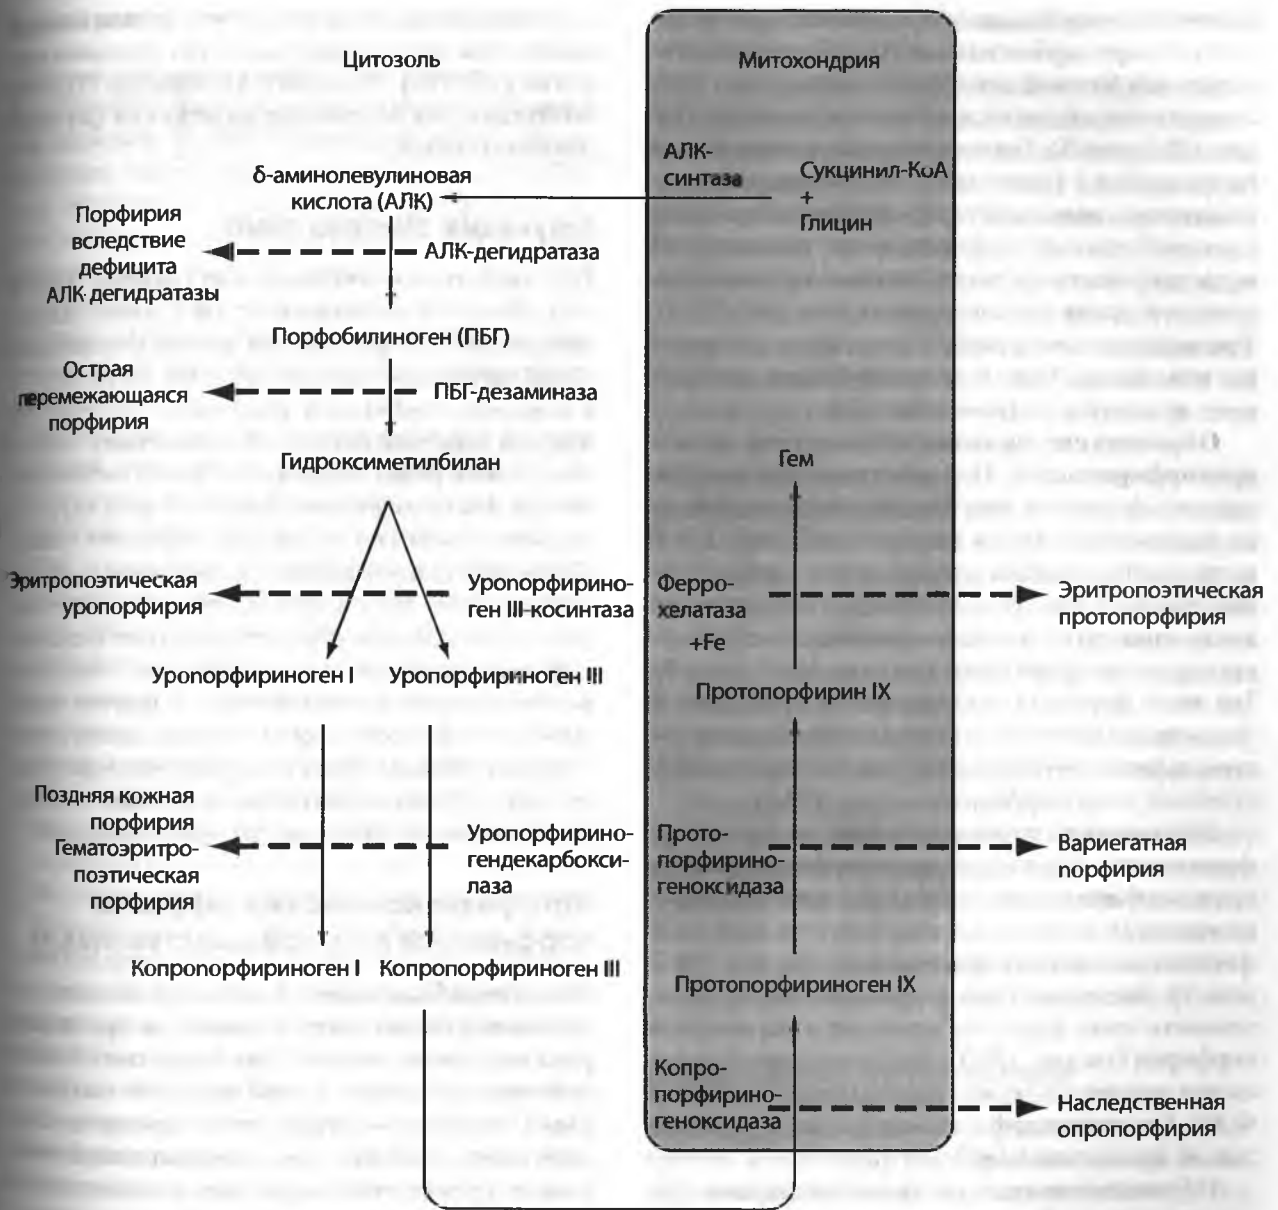 Цитозоль
Митохондрия
АЛК-
синтаза
Сукцинил-КоА
+
Глицин
δ-аминолевулиновая
кислота (АЛК)
Порфирия
вследствие
дефицита
АЛК-дегидратазы
АЛК-дегидратаза
Порфобилиноген (ПБГ)
Острая
перемежающаяся
порфирия
ПБГ-дезаминаза
Гидроксиметилбилан
Гем
Эритропоэтическая
уропорфирия
Уропорфирино-
ген III-косинтаза
Ферро-
хелатаза
+Fe
Эритропоэтическая
протопорфирия
Уропорфириноген I
Уропорфириноген III
Протопорфирин IX
Поздняя кожная
порфирия
Гематоэритро-
поэтическая
порфирия
Уропорфирино-
гендекарбокси-
лаза
Прото-
порфирино-
геноксидаза
Вариегатная
порфирия
Копропорфириноген I
Копропорфириноген III
Протопорфириноген IX
Копро-
порфирино-
геноксидаза
Наследственная
опропорфирия